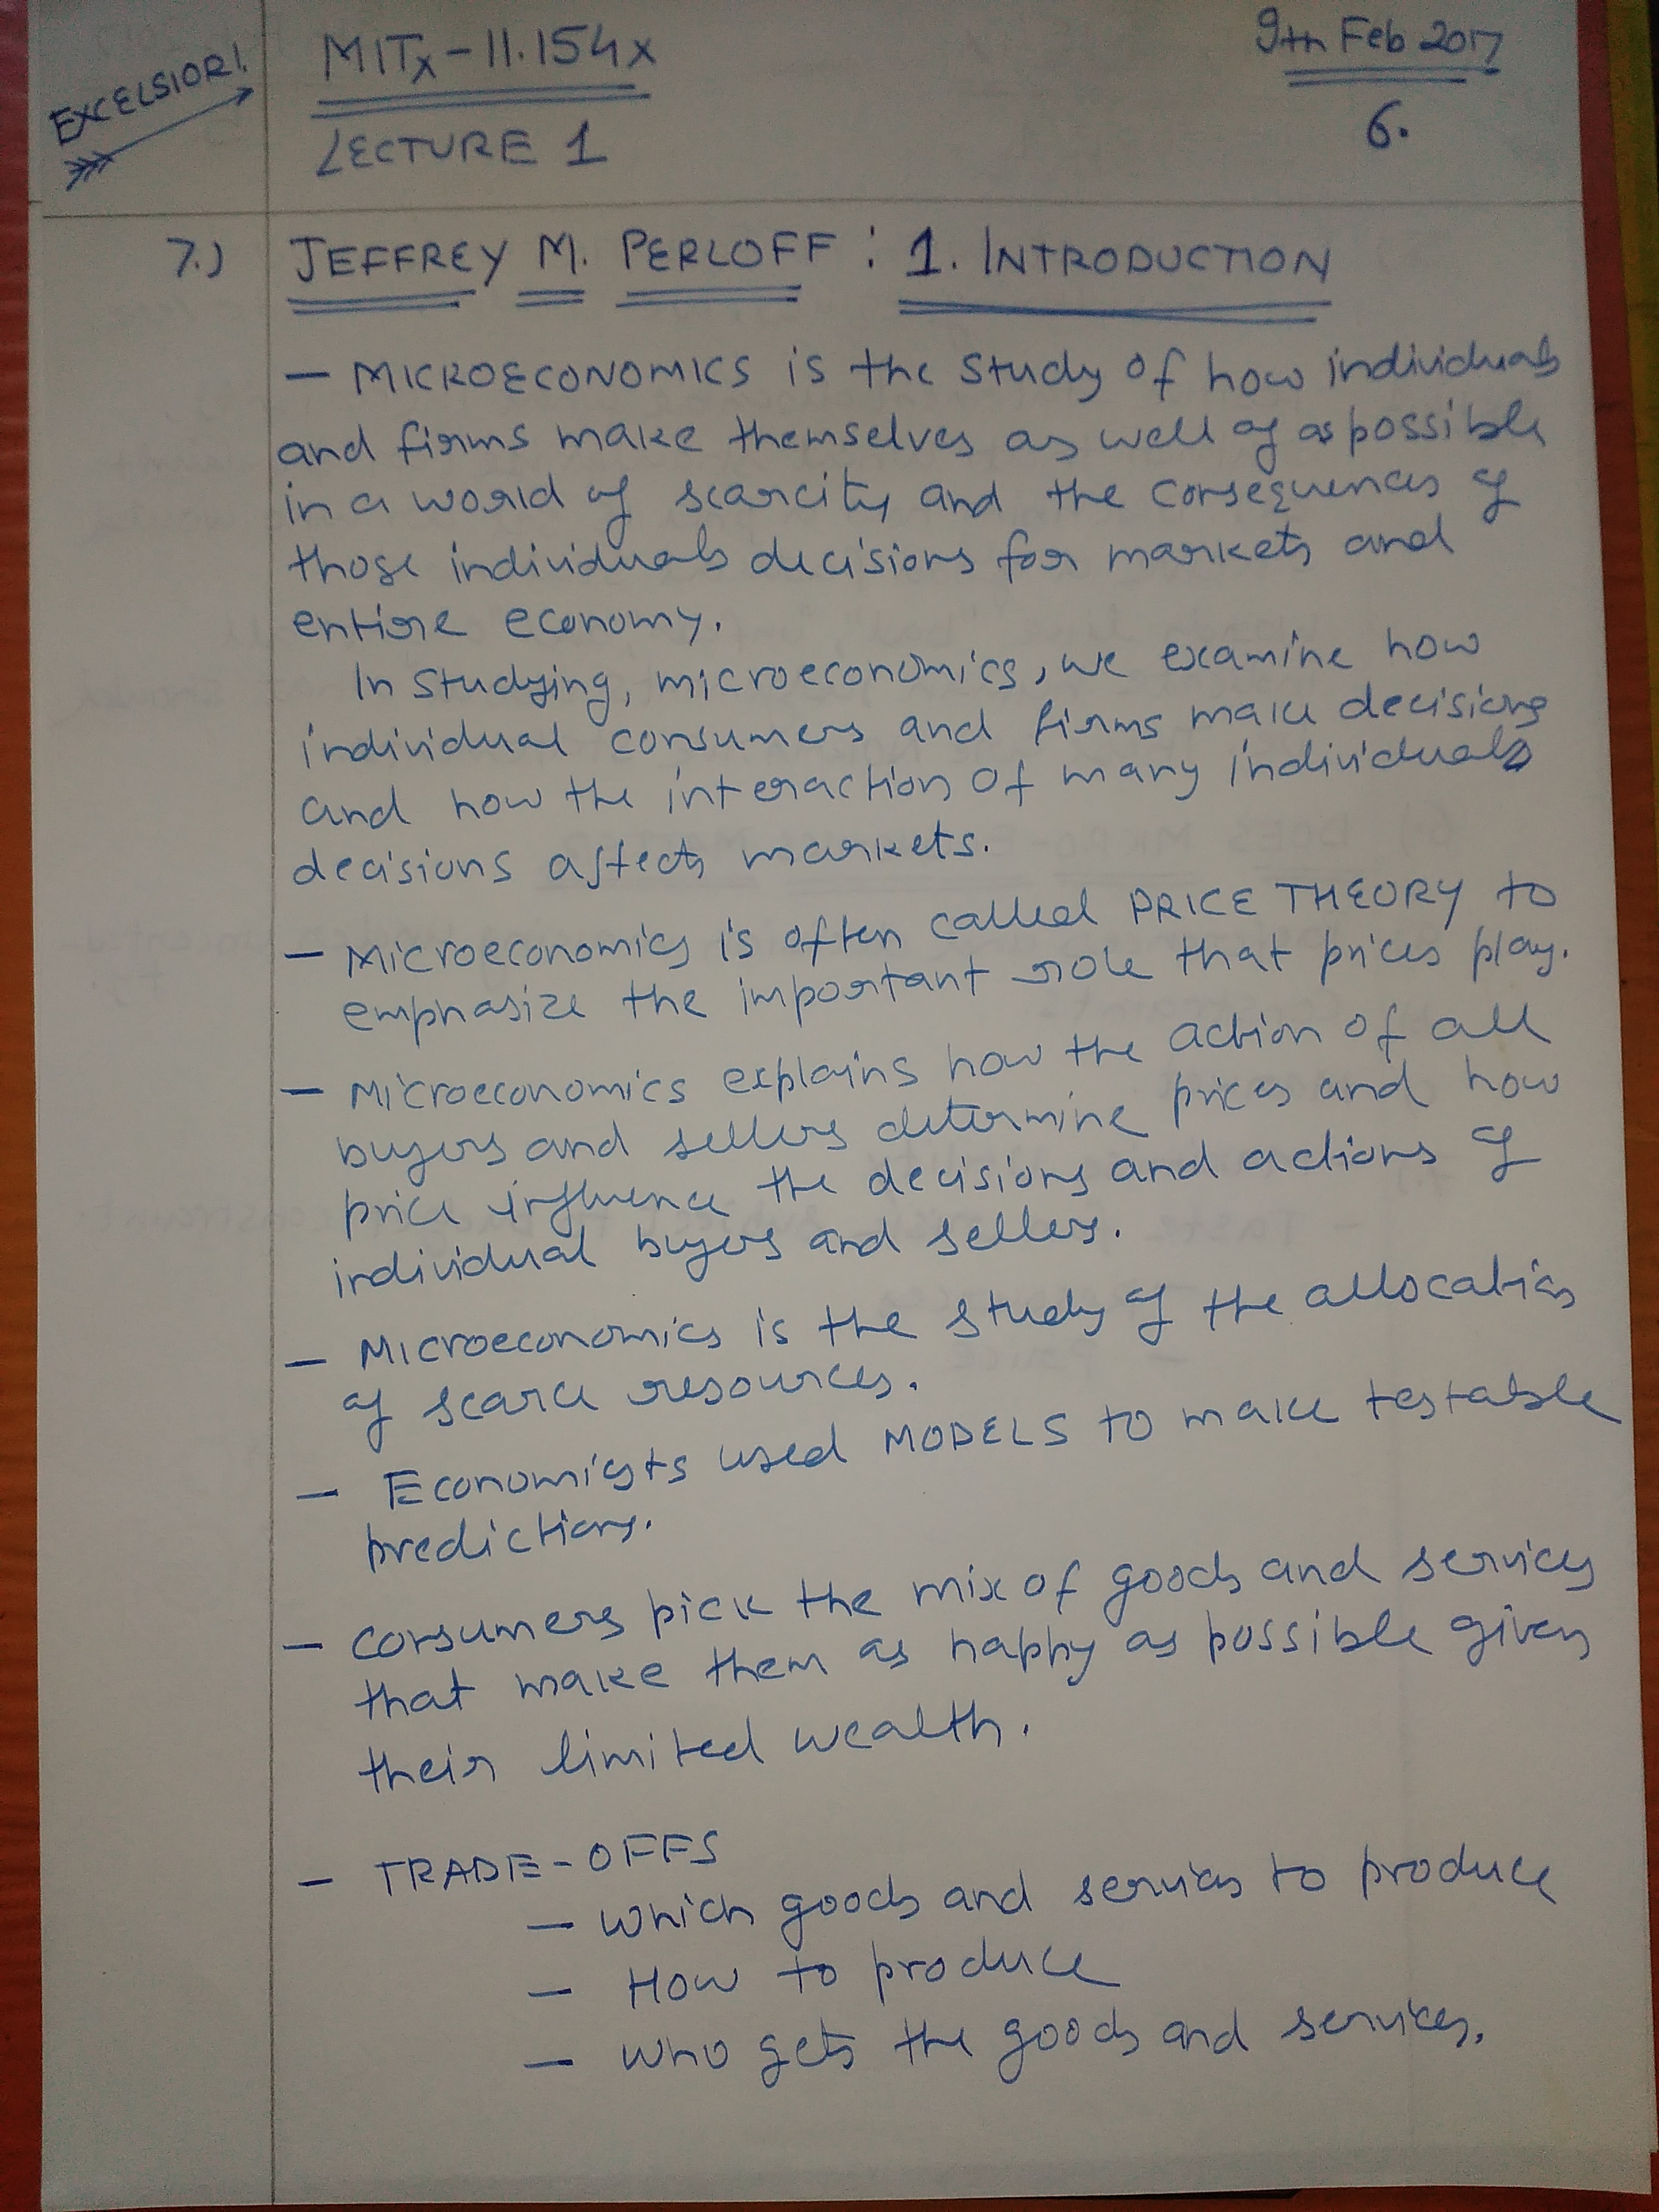 EXCELSIOR!
MITx-11.154x
9th Feb 2017
LECTURE 1
6.
7.) JEFFREY M. PERLOFF : 1. INTRODUCTION
— MICROECONOMICS is the study of how individuals
and firms make themselves as well of as possible
in a world of scarcity and the consequences of
those individuals decisions for markets and
entire economy.
In studying, microeconomics, we examine how
individual consumers and firms make decisions
and how the interaction of many individuals
decisions affects markets.
— Microeconomics is often called PRICE THEORY to
emphasize the important role that prices play.
— Microeconomics explains how the action of all
buyers and sellers determine prices and how
price influence the decisions and actions of
individual buyers and sellers.
— Microeconomics is the study of the allocation
of scarce resources.
— Economists used MODELS to make testable
predictions.
— Consumers pick the mix of goods and services
that make them as happy as possible given
their limited wealth.
— TRADE-OFFS
— which goods and services to produce
— How to produce
— who gets the goods and services.